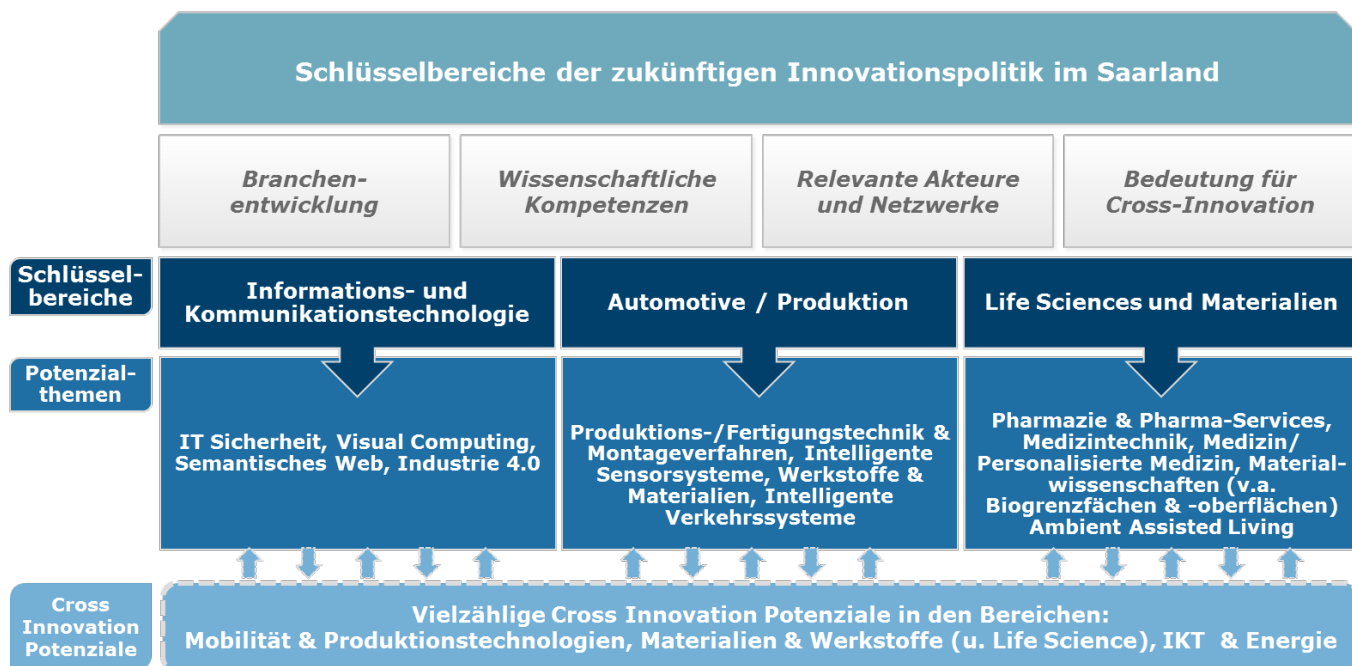 Schlüsselbereiche der zukünftigen Innovationspolitik im Saarland
Branchen-
entwicklung
Wissenschaftliche
Kompetenzen
Relevante Akteure
und Netzwerke
Bedeutung für
Cross-Innovation
Schlüssel-
bereiche
Informations- und
Kommunikationstechnologie
Automotive / Produktion
Life Sciences und Materialien
Potenzial-
themen
IT Sicherheit, Visual Computing,
Semantisches Web, Industrie 4.0
Produktions-/Fertigungstechnik &
Montageverfahren, Intelligente
Sensorsysteme, Werkstoffe &
Materialien, Intelligente
Verkehrssysteme
Pharmazie & Pharma-Services,
Medizintechnik, Medizin/
Personalisierte Medizin, Material-
wissenschaften (v.a.
Biogrenzfächen & -oberflächen)
Ambient Assisted Living
Cross
Innovation
Potenziale
Vielzählige Cross Innovation Potenziale in den Bereichen:
Mobilität & Produktionstechnologien, Materialien & Werkstoffe (u. Life Science), IKT & Energie